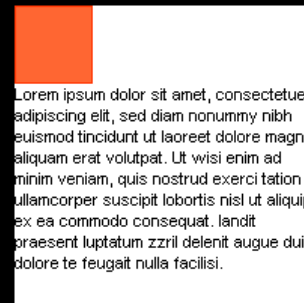 Lorem ipsum dolor sit amet, consectetue
adipiscing elit, sed diam nonummy nibh
euismod tincidunt ut laoreet dolore magn
aliquam erat volutpat. Ut wisi enim ad
minim veniam, quis nostrud exerci tation
ullamcorper suscipit lobortis nisl ut aliqui
ex ea commodo consequat. landit
praesent luptatum zzril delenit augue dui
dolore te feugait nulla facilisi.